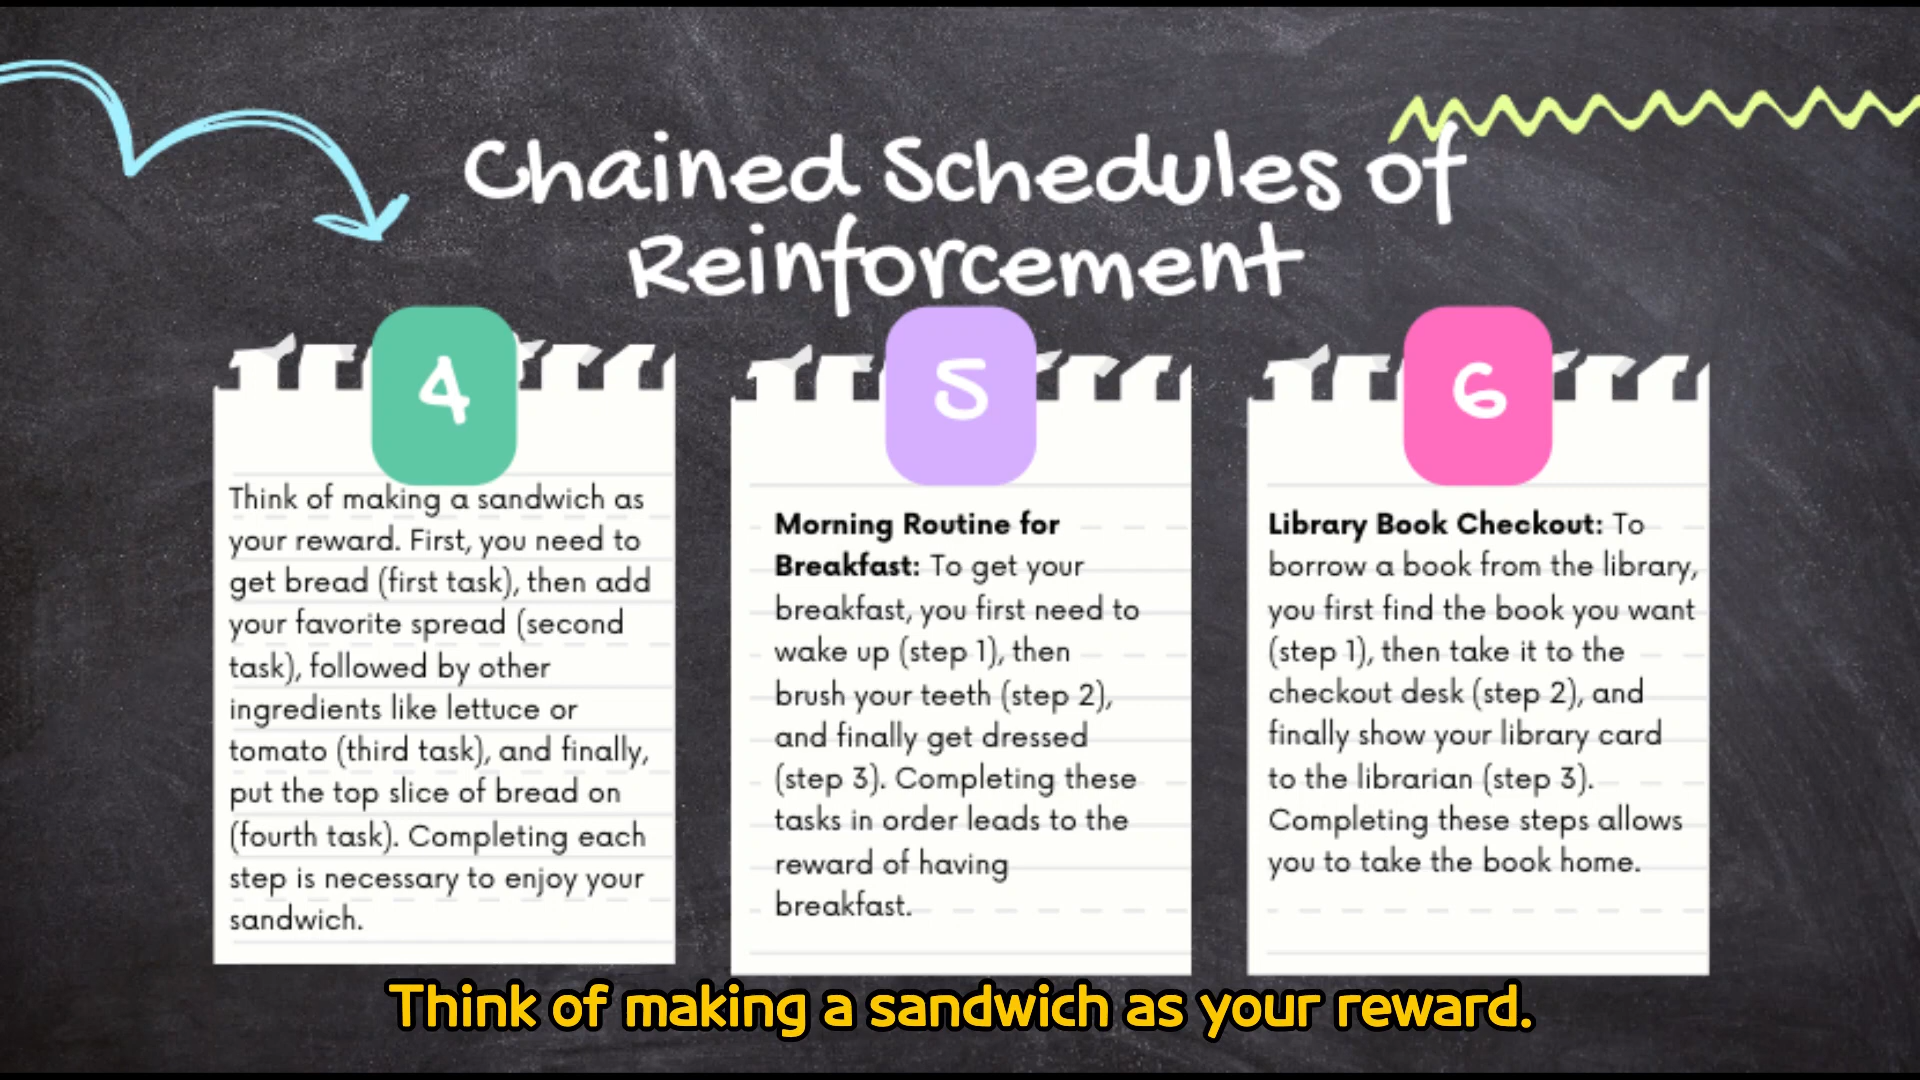 Chained Schedules of
Reinforcement
4
Think of making a sandwich as
your reward. First, you need to
get bread (first task), then add
your favorite spread (second
task), followed by other
ingredients like lettuce or
tomato (third task), and finally,
put the top slice of bread on
(fourth task). Completing each
step is necessary to enjoy your
sandwich.
5
Morning Routine for
Breakfast: To get your
breakfast, you first need to
wake up (step 1), then
brush your teeth (step 2),
and finally get dressed
(step 3). Completing these
tasks in order leads to the
reward of having
breakfast.
6
Library Book Checkout: To
borrow a book from the library,
you first find the book you want
(step 1), then take it to the
checkout desk (step 2), and
finally show your library card
to the librarian (step 3).
Completing these steps allows
you to take the book home.
Think of making a sandwich as your reward.